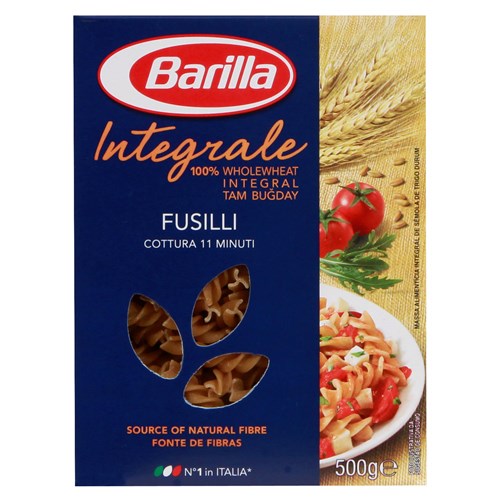 Barilla
Integrale
100% WHOLEWHEAT
INTEGRAL
TAM BUĞDAY
FUSILLI
COTTURA 11 MINUTI
SOURCE OF NATURAL FIBRE
FONTE DE FIBRAS
N°1 in ITALIA*
500g℮
MASSA ALIMENTÍCIA INTEGRAL DE SÊMOLA DE TRIGO DURUM